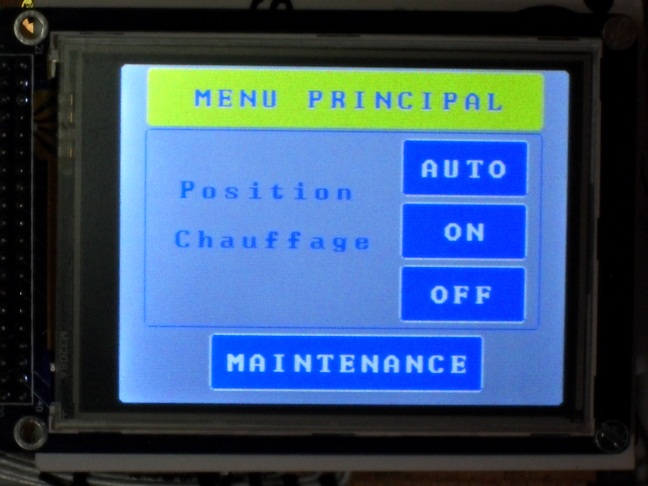 MENU PRINCIPAL
AUTO
Position
ON
Chauffage
OFF
MAINTENANCE